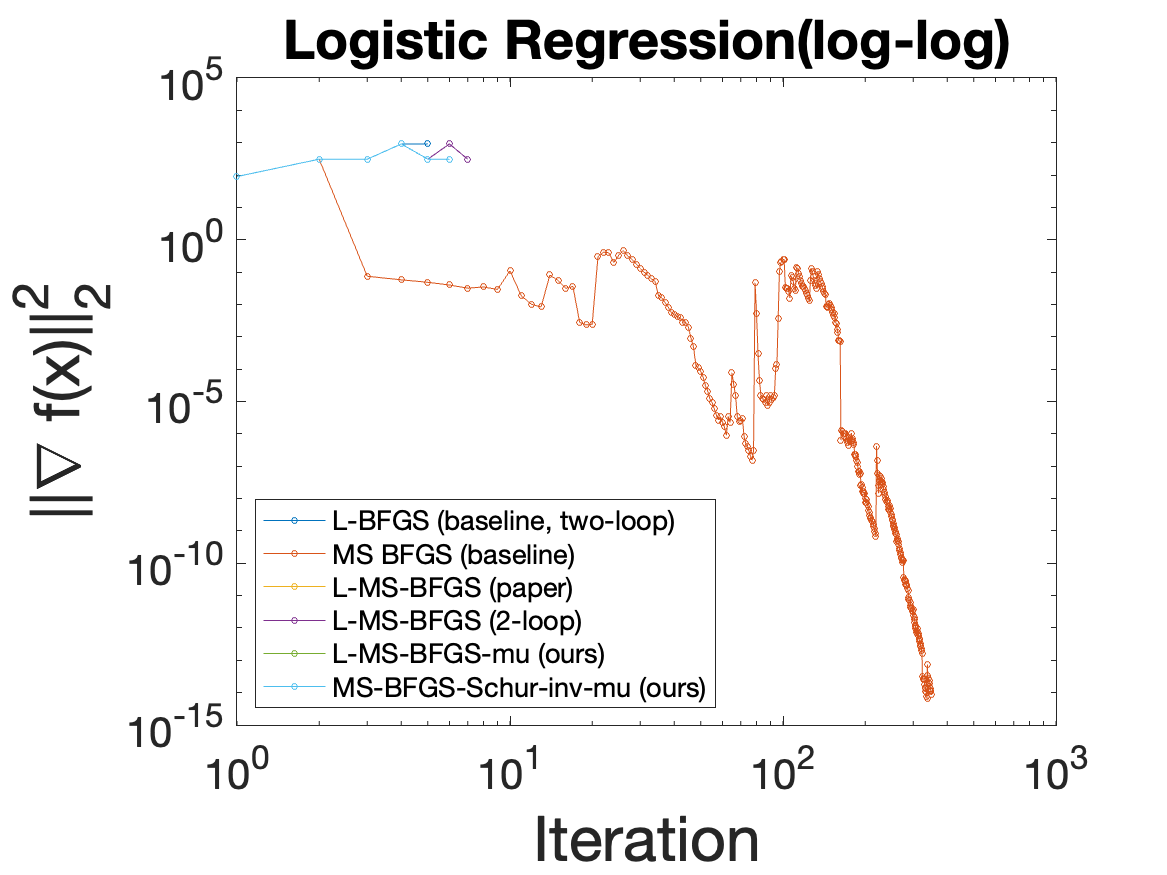 Logistic Regression(log-log)
10^5
10^0
10^-5
10^-10
10^-15
||∇ f(x)||_2^2
L-BFGS (baseline, two-loop)
MS BFGS (baseline)
L-MS-BFGS (paper)
L-MS-BFGS (2-loop)
L-MS-BFGS-mu (ours)
MS-BFGS-Schur-inv-mu (ours)
10^0 10^1 10^2 10^3
Iteration